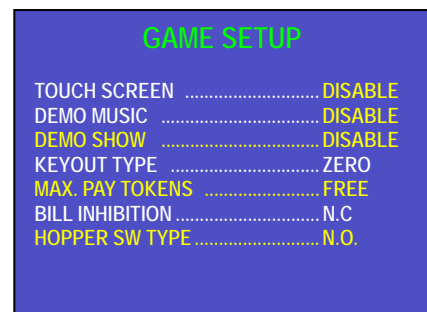 GAME SETUP
TOUCH SCREEN ............................ DISABLE
DEMO MUSIC ................................. DISABLE
DEMO SHOW ................................. DISABLE
KEYOUT TYPE .................................. ZERO
MAX. PAY TOKENS ........................ FREE
BILL INHIBITION .............................. N.C
HOPPER SW TYPE .......................... N.O.